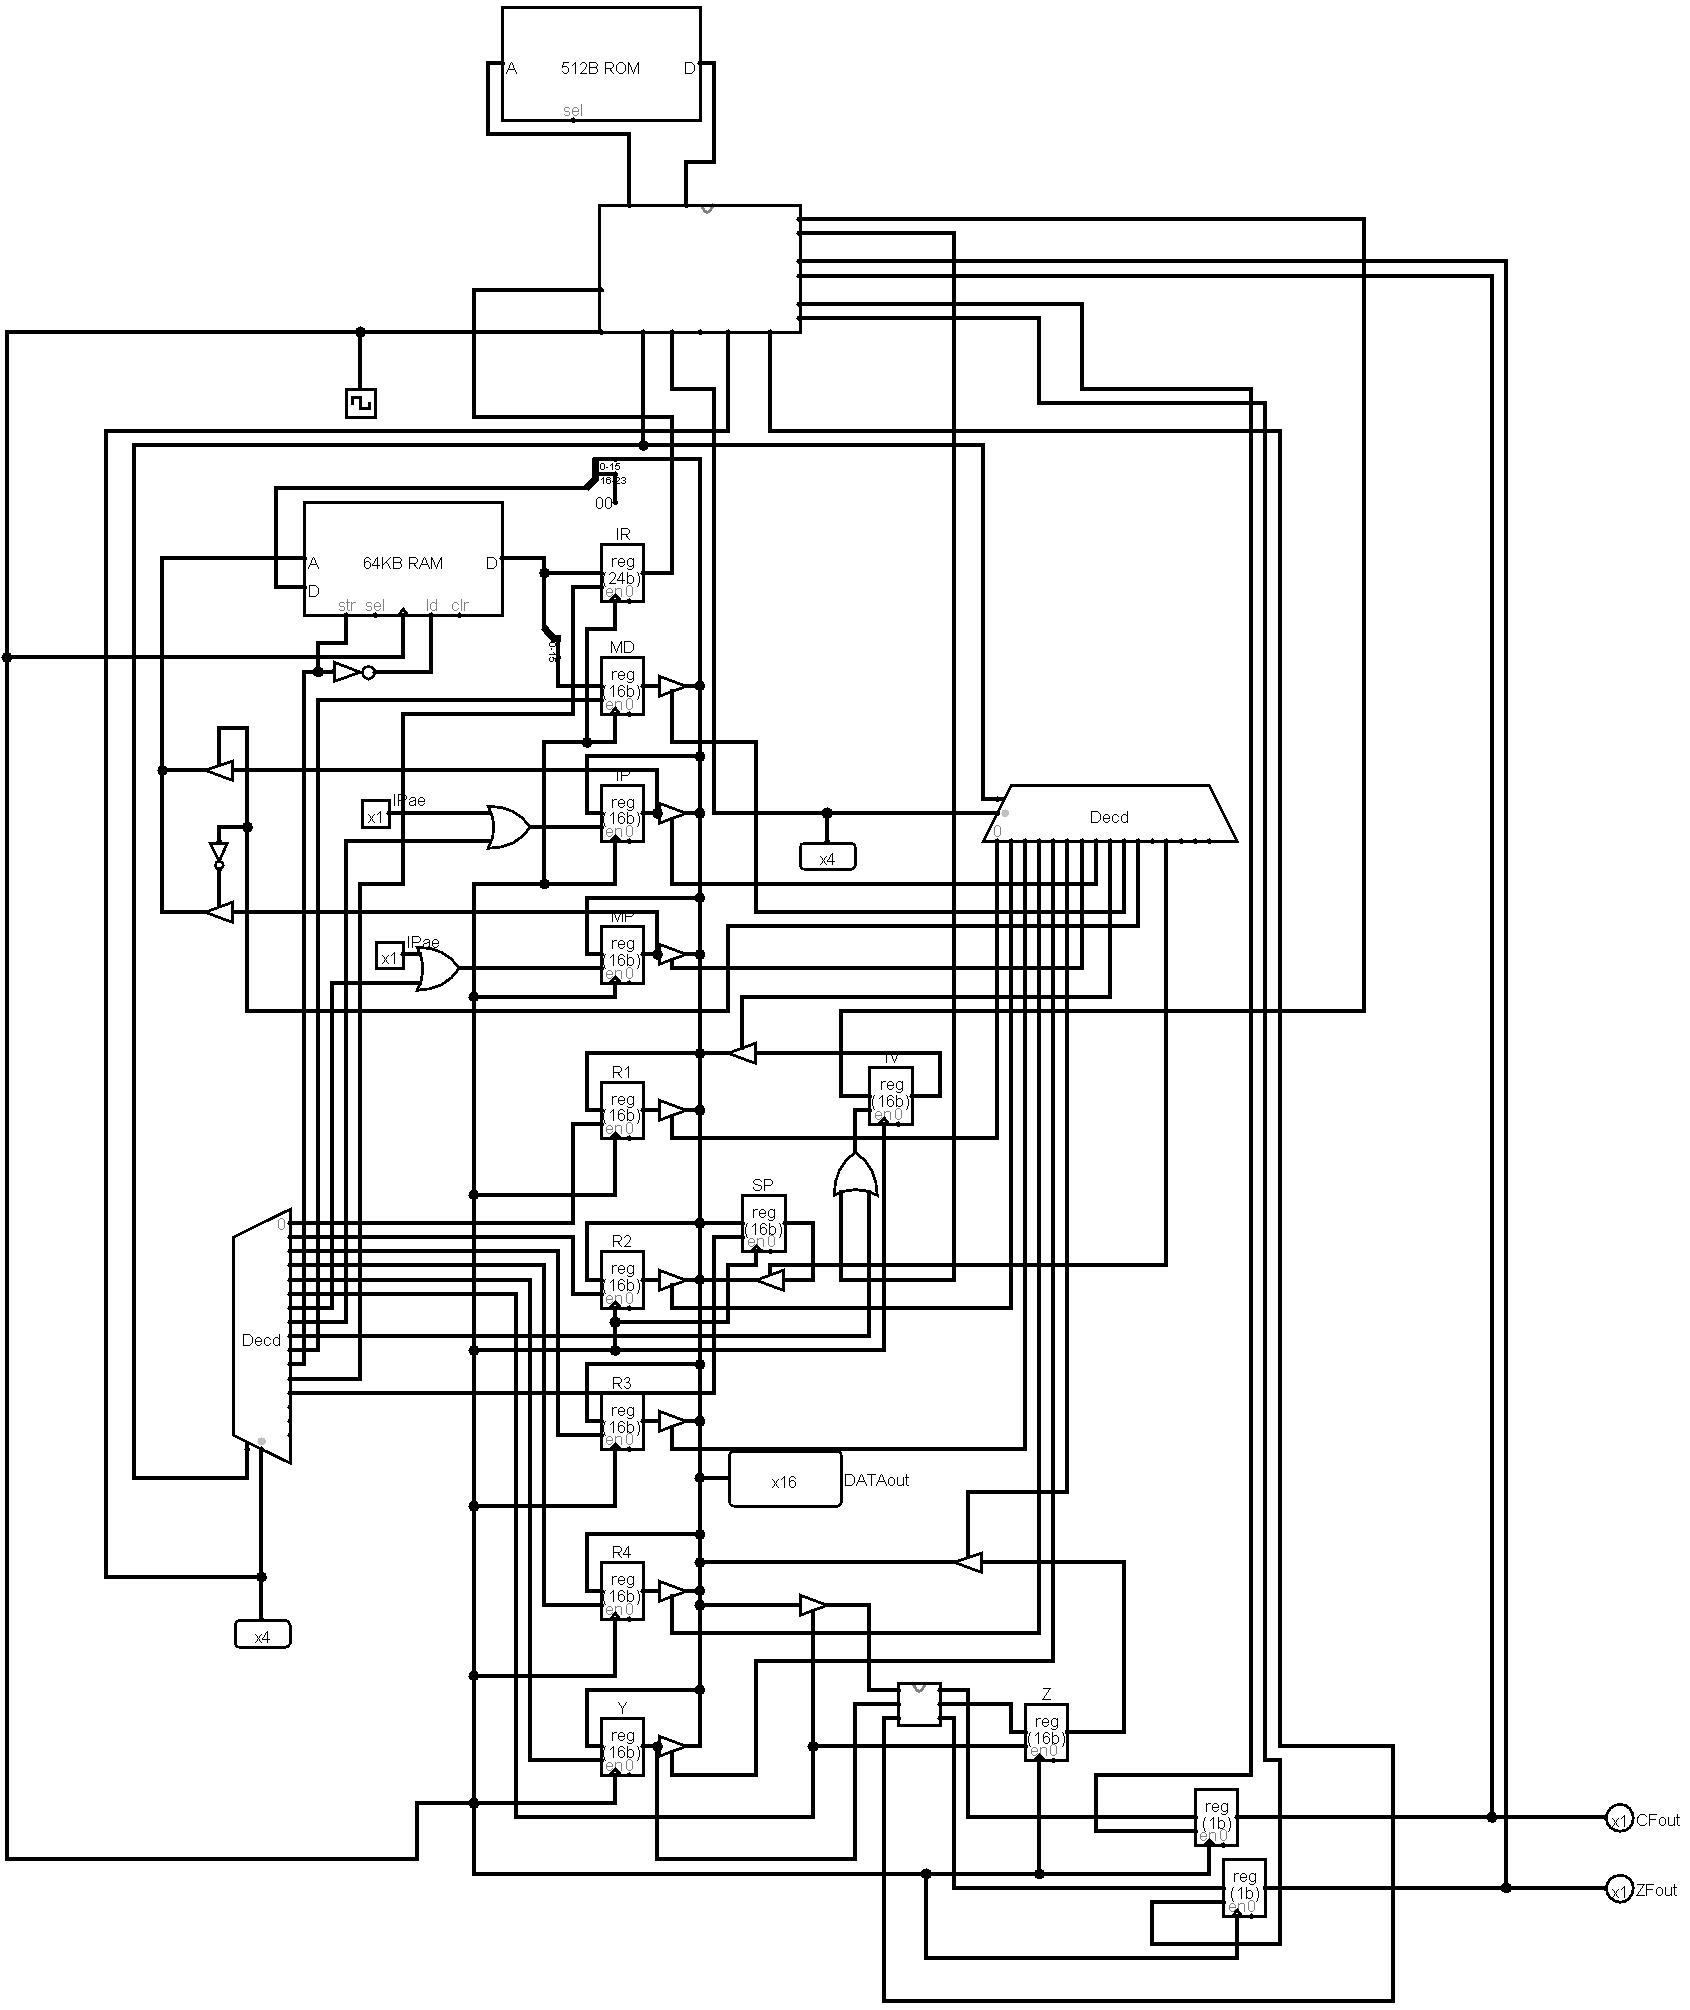 A 512B ROM D
sel
0-15
16-23
00
IR
reg
(24b)
en0
A 64KB RAM D
D
str sel ld clr
0-15
MD
reg
(16b)
en0
IP
IPae
x1
reg
(16b)
en0
Decd
0
x4
MP
IPae
x1
reg
(16b)
en0
IV
reg
(16b)
en0
R1
reg
(16b)
en0
SP
reg
(16b)
en0
0
R2
reg
(16b)
en0
Decd
R3
reg
(16b)
en0
x16 DATAout
R4
reg
(16b)
en0
x4
Z
reg
(16b)
en0
Y
reg
(16b)
en0
reg
(1b)
en0
x1 CFout
reg
(1b)
en0
x1 ZFout